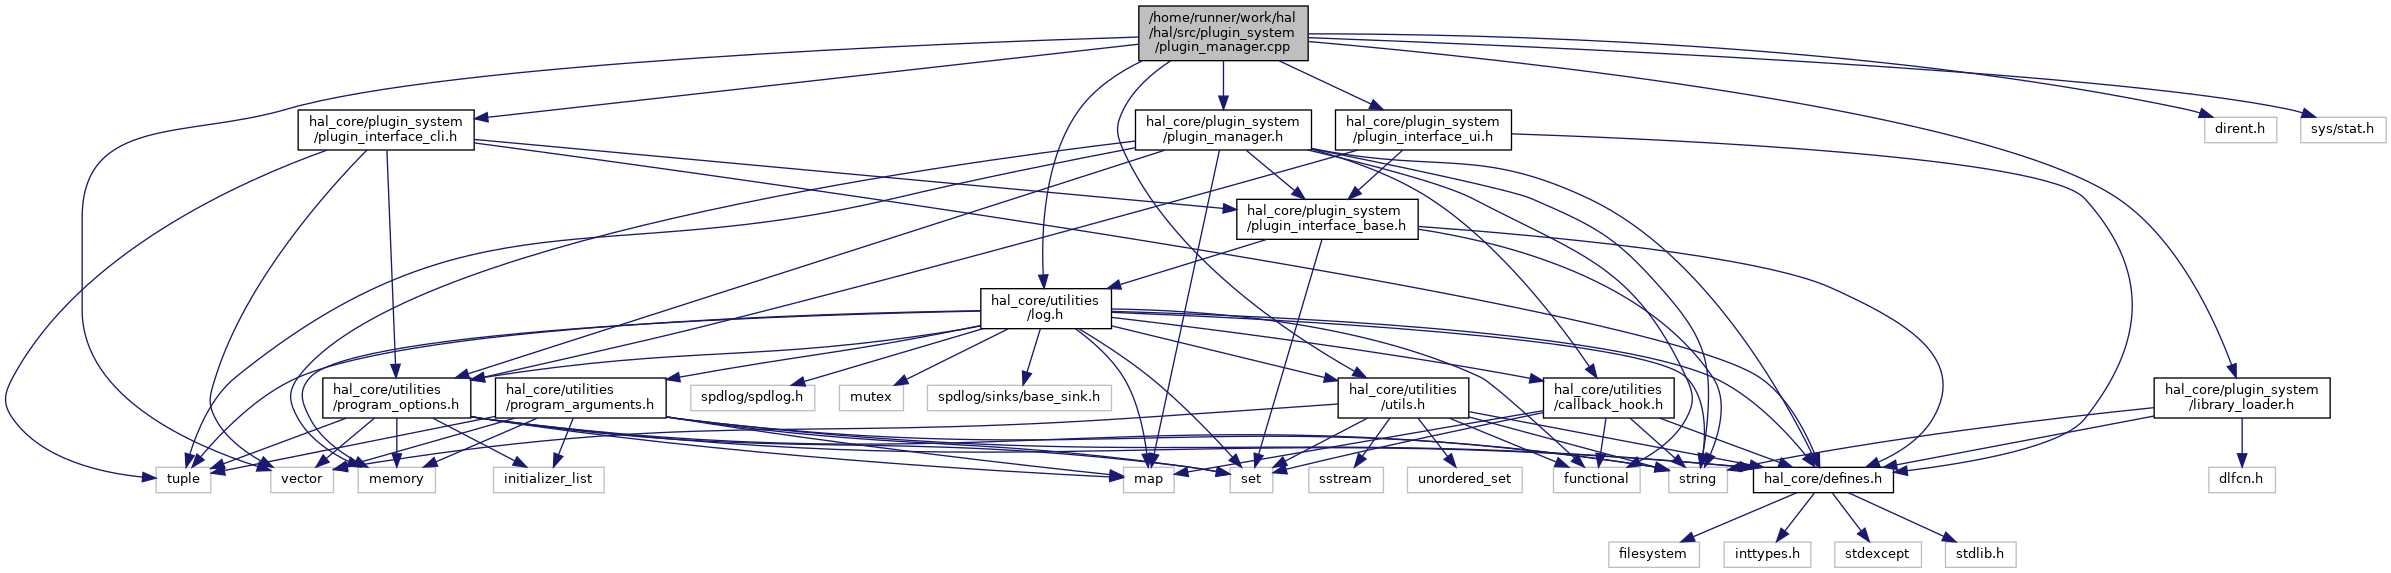 /home/runner/work/hal
/hal/src/plugin_system
/plugin_manager.cpp
hal_core/plugin_system
/plugin_interface_cli.h
hal_core/plugin_system
/plugin_manager.h
hal_core/plugin_system
/plugin_interface_ui.h
dirent.h
sys/stat.h
hal_core/plugin_system
/plugin_interface_base.h
hal_core/utilities
/log.h
hal_core/utilities
/program_options.h
hal_core/utilities
/program_arguments.h
spdlog/spdlog.h
mutex
spdlog/sinks/base_sink.h
hal_core/utilities
/utils.h
hal_core/utilities
/callback_hook.h
hal_core/plugin_system
/library_loader.h
tuple
vector
memory
initializer_list
map
set
sstream
unordered_set
functional
string
hal_core/defines.h
dlfcn.h
filesystem
inttypes.h
stdexcept
stdlib.h